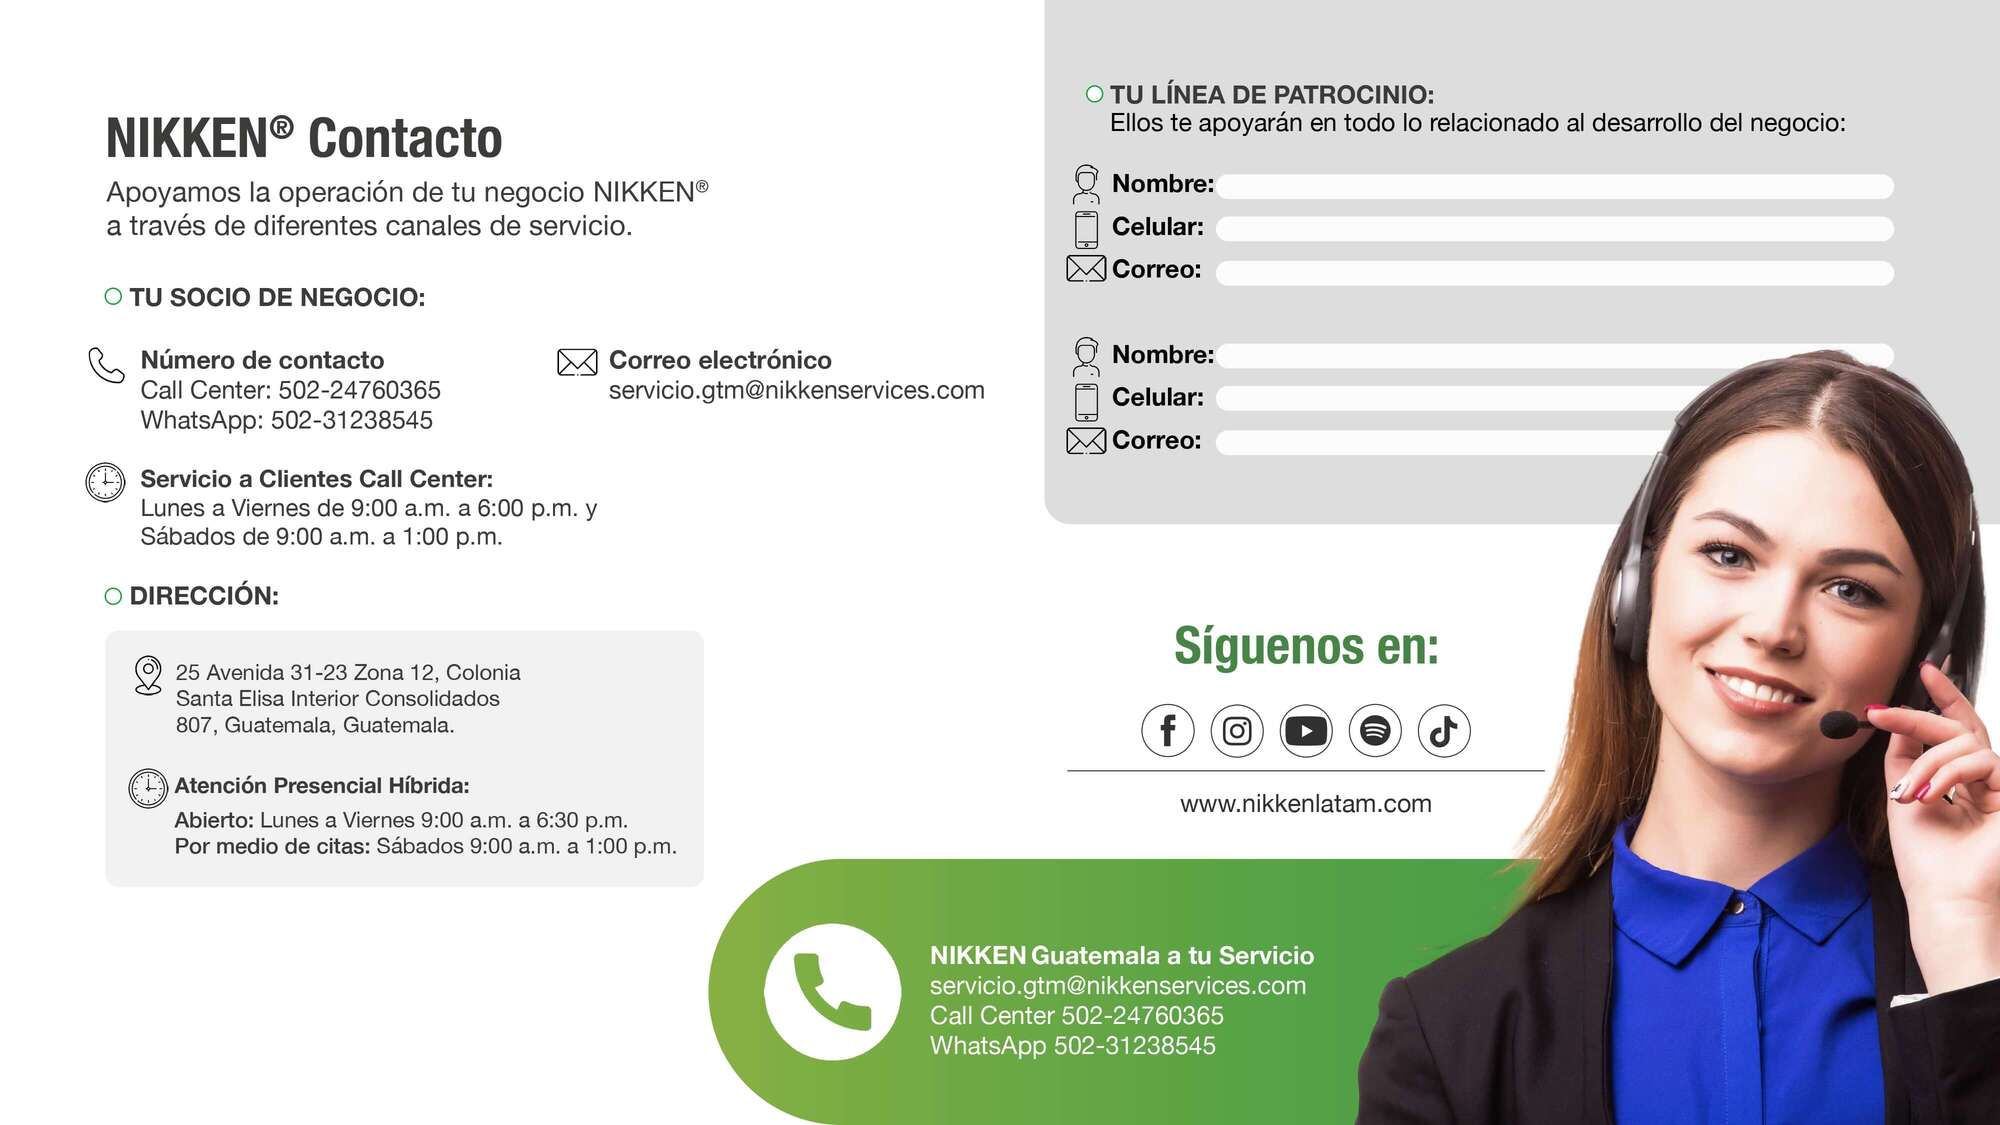 NIKKEN® Contacto
Apoyamos la operación de tu negocio NIKKEN®
a través de diferentes canales de servicio.
TU SOCIO DE NEGOCIO:
Número de contacto
Call Center: 502-24760365
WhatsApp: 502-31238545
Correo electrónico
servicio.gtm@nikkenservices.com
Servicio a Clientes Call Center:
Lunes a Viernes de 9:00 a.m. a 6:00 p.m. y
Sábados de 9:00 a.m. a 1:00 p.m.
DIRECCIÓN:
25 Avenida 31-23 Zona 12, Colonia
Santa Elisa Interior Consolidados
807, Guatemala, Guatemala.
Atención Presencial Híbrida:
Abierto: Lunes a Viernes 9:00 a.m. a 6:30 p.m.
Por medio de citas: Sábados 9:00 a.m. a 1:00 p.m.
TU LÍNEA DE PATROCINIO:
Ellos te apoyarán en todo lo relacionado al desarrollo del negocio:
Nombre:
Celular:
Correo:
Nombre:
Celular:
Correo:
Síguenos en:
www.nikkenlatam.com
NIKKEN Guatemala a tu Servicio
servicio.gtm@nikkenservices.com
Call Center 502-24760365
WhatsApp 502-31238545